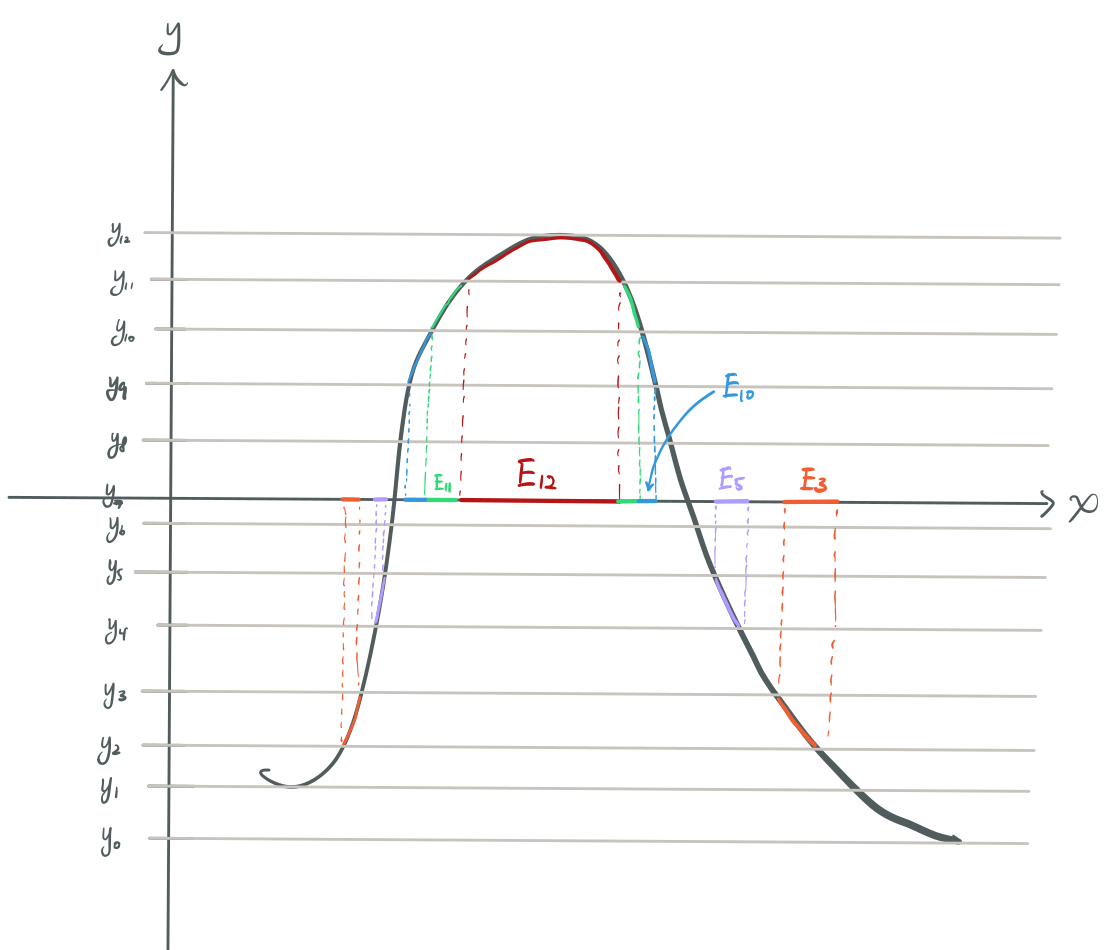 y
y₁₂
y₁₁
y₁₀
y₉
E₁₀
y₈
E₁₁ E₁₂ E₅ E₃
y₇ x
y₆
y₅
y₄
y₃
y₂
y₁
y₀